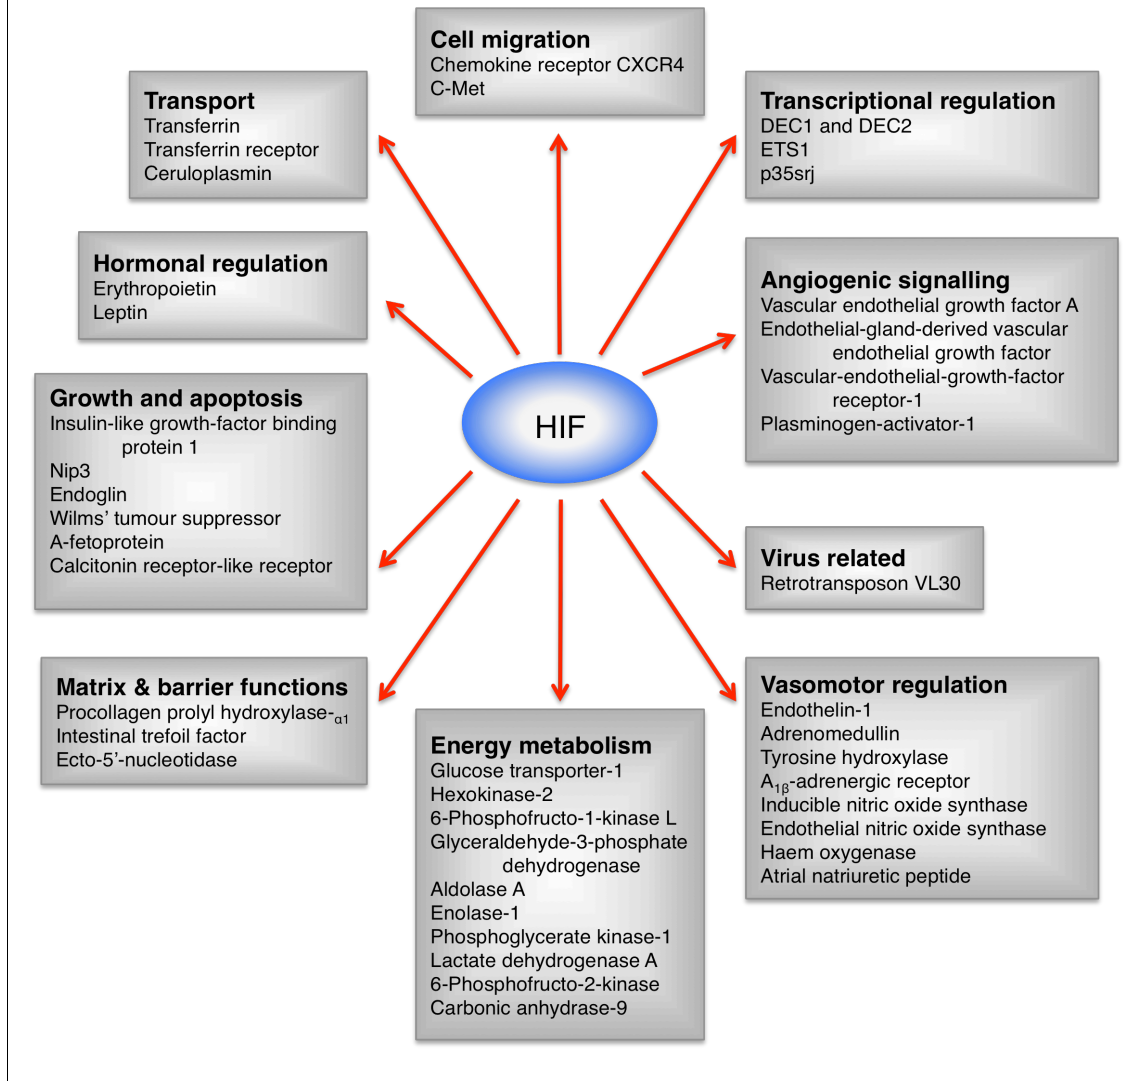 Cell migration
Chemokine receptor CXCR4
C-Met
Transport
Transferrin
Transferrin receptor
Ceruloplasmin
Transcriptional regulation
DEC1 and DEC2
ETS1
p35srj
Hormonal regulation
Erythropoietin
Leptin
Angiogenic signalling
Vascular endothelial growth factor A
Endothelial-gland-derived vascular
endothelial growth factor
Vascular-endothelial-growth-factor
receptor-1
Plasminogen-activator-1
Growth and apoptosis
Insulin-like growth-factor binding
protein 1
Nip3
Endoglin
Wilms’ tumour suppressor
A-fetoprotein
Calcitonin receptor-like receptor
HIF
Virus related
Retrotransposon VL30
Matrix & barrier functions
Procollagen prolyl hydroxylase-α1
Intestinal trefoil factor
Ecto-5’-nucleotidase
Energy metabolism
Glucose transporter-1
Hexokinase-2
6-Phosphofructo-1-kinase L
Glyceraldehyde-3-phosphate
dehydrogenase
Aldolase A
Enolase-1
Phosphoglycerate kinase-1
Lactate dehydrogenase A
6-Phosphofructo-2-kinase
Carbonic anhydrase-9
Vasomotor regulation
Endothelin-1
Adrenomedullin
Tyrosine hydroxylase
A1β-adrenergic receptor
Inducible nitric oxide synthase
Endothelial nitric oxide synthase
Haem oxygenase
Atrial natriuretic peptide